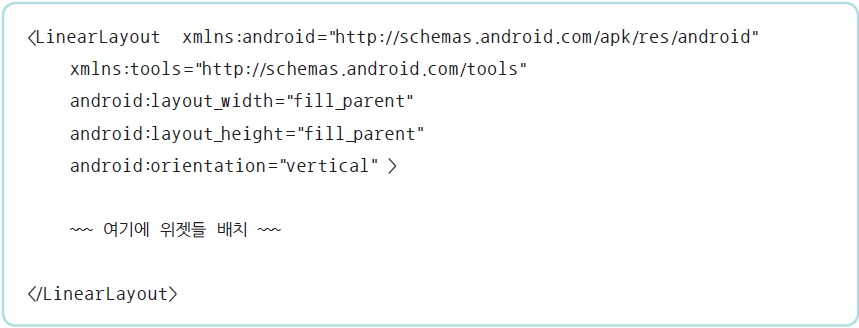 <LinearLayout  xmlns:android="http://schemas.android.com/apk/res/android"
    xmlns:tools="http://schemas.android.com/tools"
    android:layout_width="fill_parent"
    android:layout_height="fill_parent"
    android:orientation="vertical" >
    ~~~ 여기에 위젯들 배치 ~~~
</LinearLayout>